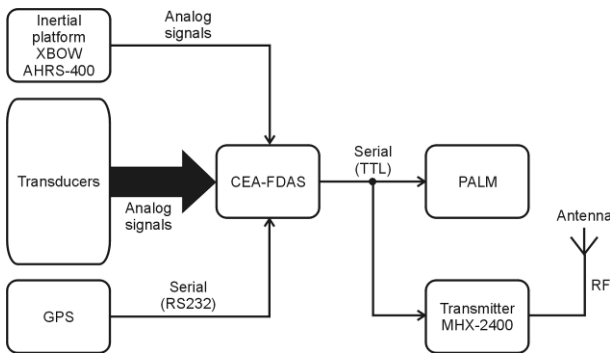 Inertial
platform
XBOW
AHRS-400
Analog
signals
Transducers
Analog
signals
CEA-FDAS
Serial
(TTL)
PALM
Antenna
Serial
(RS232)
GPS
Transmitter
MHX-2400
RF